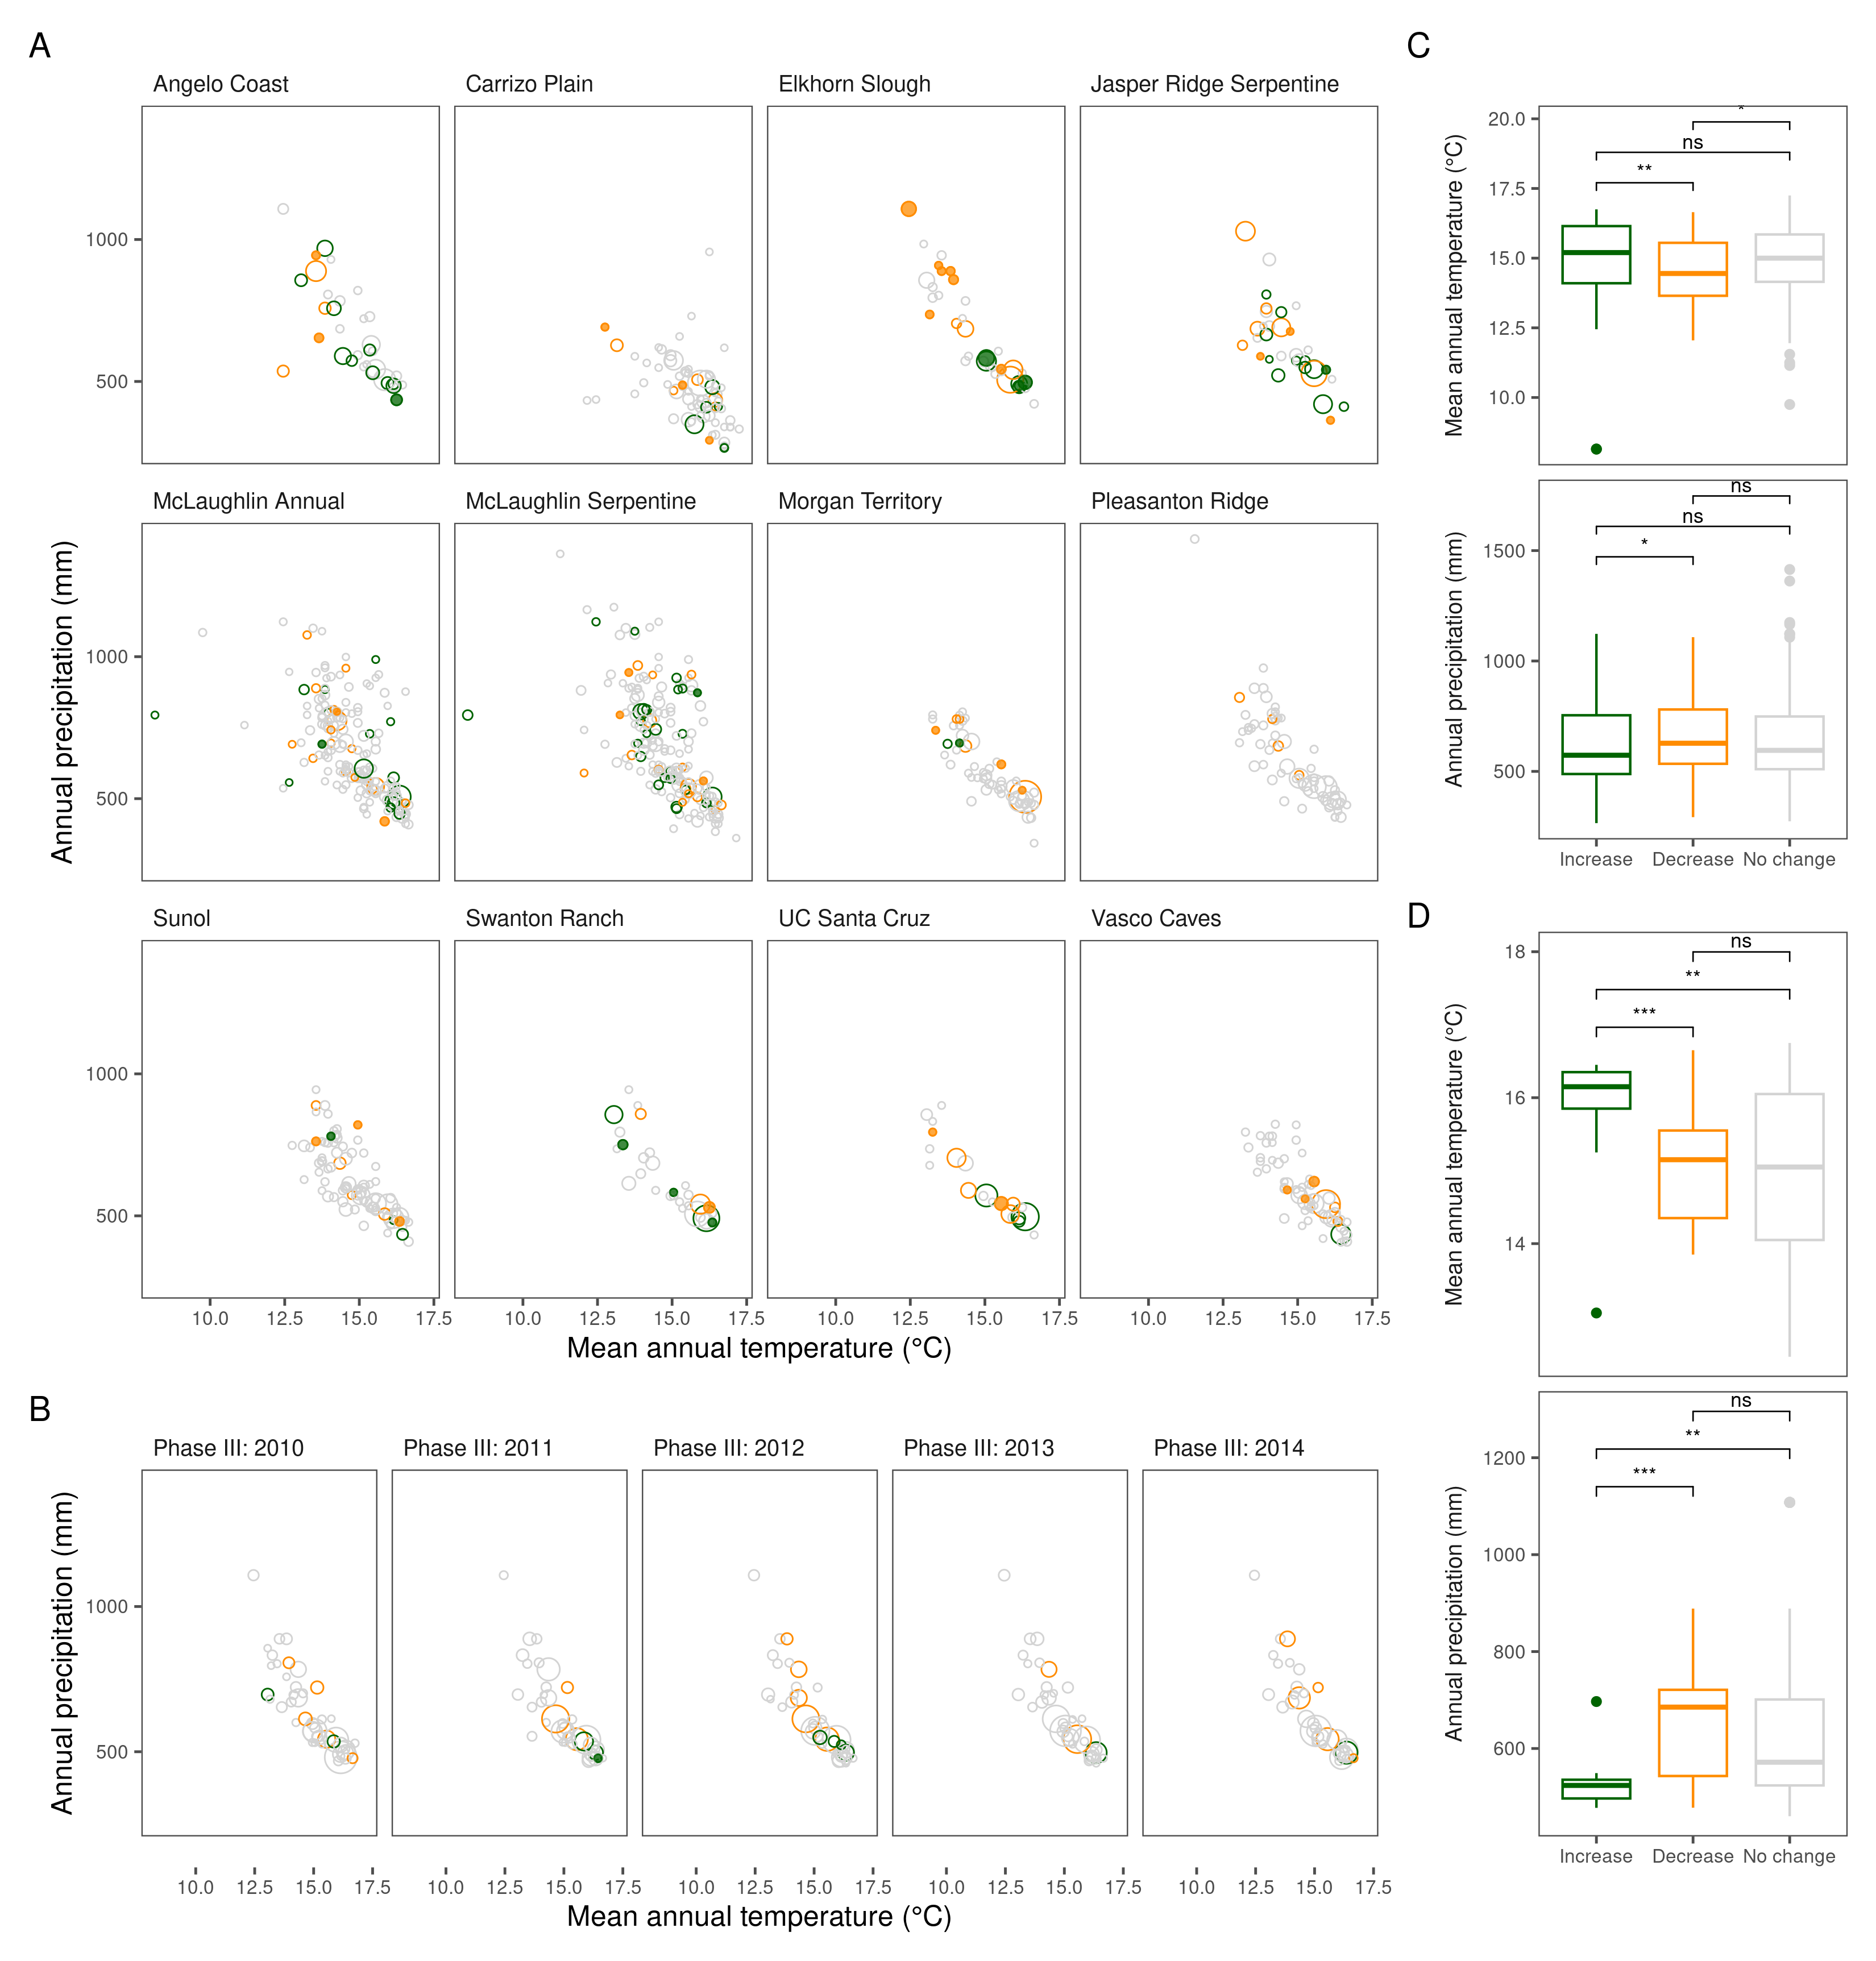 A
Angelo Coast
Carrizo Plain
Elkhorn Slough
Jasper Ridge Serpentine
1000
500
McLaughlin Annual
McLaughlin Serpentine
Morgan Territory
Pleasanton Ridge
1000
500
Sunol
Swanton Ranch
UC Santa Cruz
Vasco Caves
1000
500
Annual precipitation (mm)
10.0 12.5 15.0 17.5
10.0 12.5 15.0 17.5
10.0 12.5 15.0 17.5
10.0 12.5 15.0 17.5
Mean annual temperature (°C)
B
Phase III: 2010
Phase III: 2011
Phase III: 2012
Phase III: 2013
Phase III: 2014
1000
500
Annual precipitation (mm)
10.0 12.5 15.0 17.5
10.0 12.5 15.0 17.5
10.0 12.5 15.0 17.5
10.0 12.5 15.0 17.5
10.0 12.5 15.0 17.5
Mean annual temperature (°C)
C
Mean annual temperature (°C)
20.0
17.5
15.0
12.5
10.0
*
ns
**
Annual precipitation (mm)
1500
1000
500
ns
ns
*
Increase Decrease No change
D
Mean annual temperature (°C)
18
16
14
ns
**
***
Annual precipitation (mm)
1200
1000
800
600
ns
**
***
Increase Decrease No change